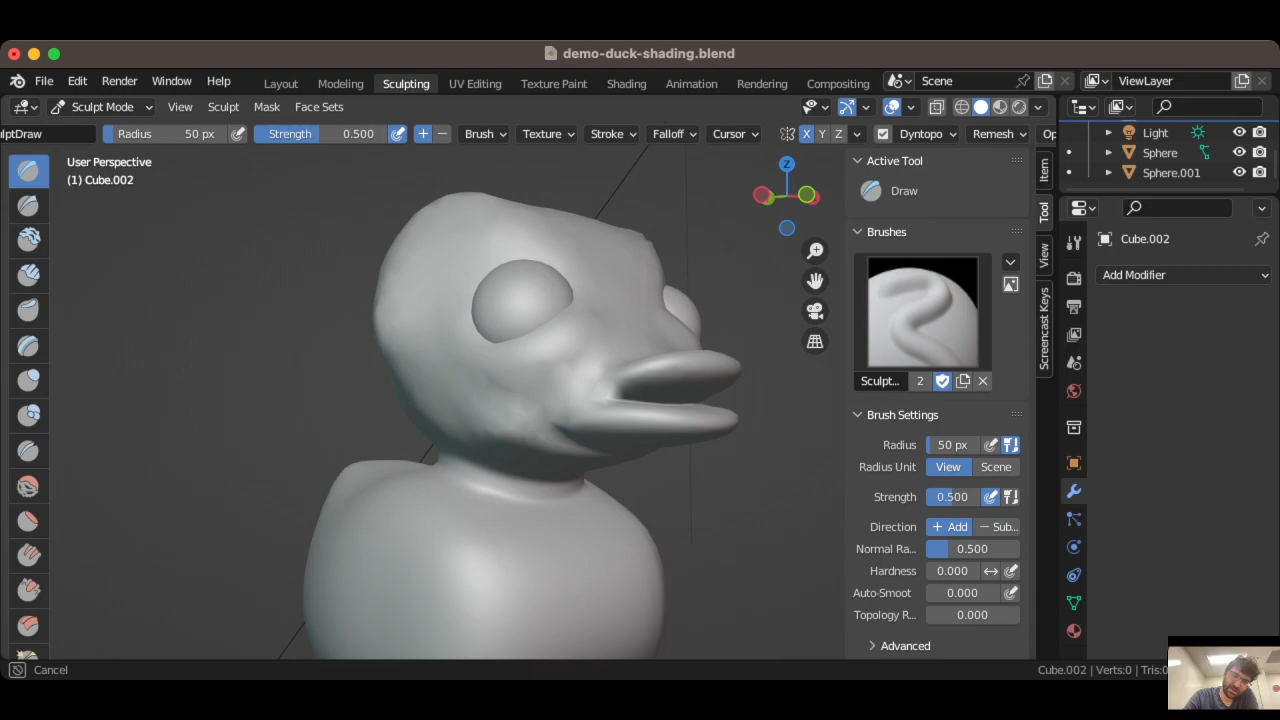 demo-duck-shading.blend
File Edit Render Window Help Layout Modeling Sculpting UV Editing Texture Paint Shading Animation Rendering Compositing Scene ViewLayer
Sculpt Mode View Sculpt Mask Face Sets
ulptDraw Radius 50 px Strength 0.500 + − Brush Texture Stroke Falloff Cursor X Y Z Dyntopo Remesh Op
User Perspective
(1) Cube.002
Z
Active Tool
Draw
Brushes
Sculpt... 2
Brush Settings
Radius 50 px
Radius Unit View Scene
Strength 0.500
Direction + Add − Sub...
Normal Ra... 0.500
Hardness 0.000
Auto-Smoot 0.000
Topology R... 0.000
Advanced
Item
Tool
View
Screencast Keys
Light
Sphere
Sphere.001
Cube.002
Add Modifier
Cancel
Cube.002 | Verts:0 | Tris:0